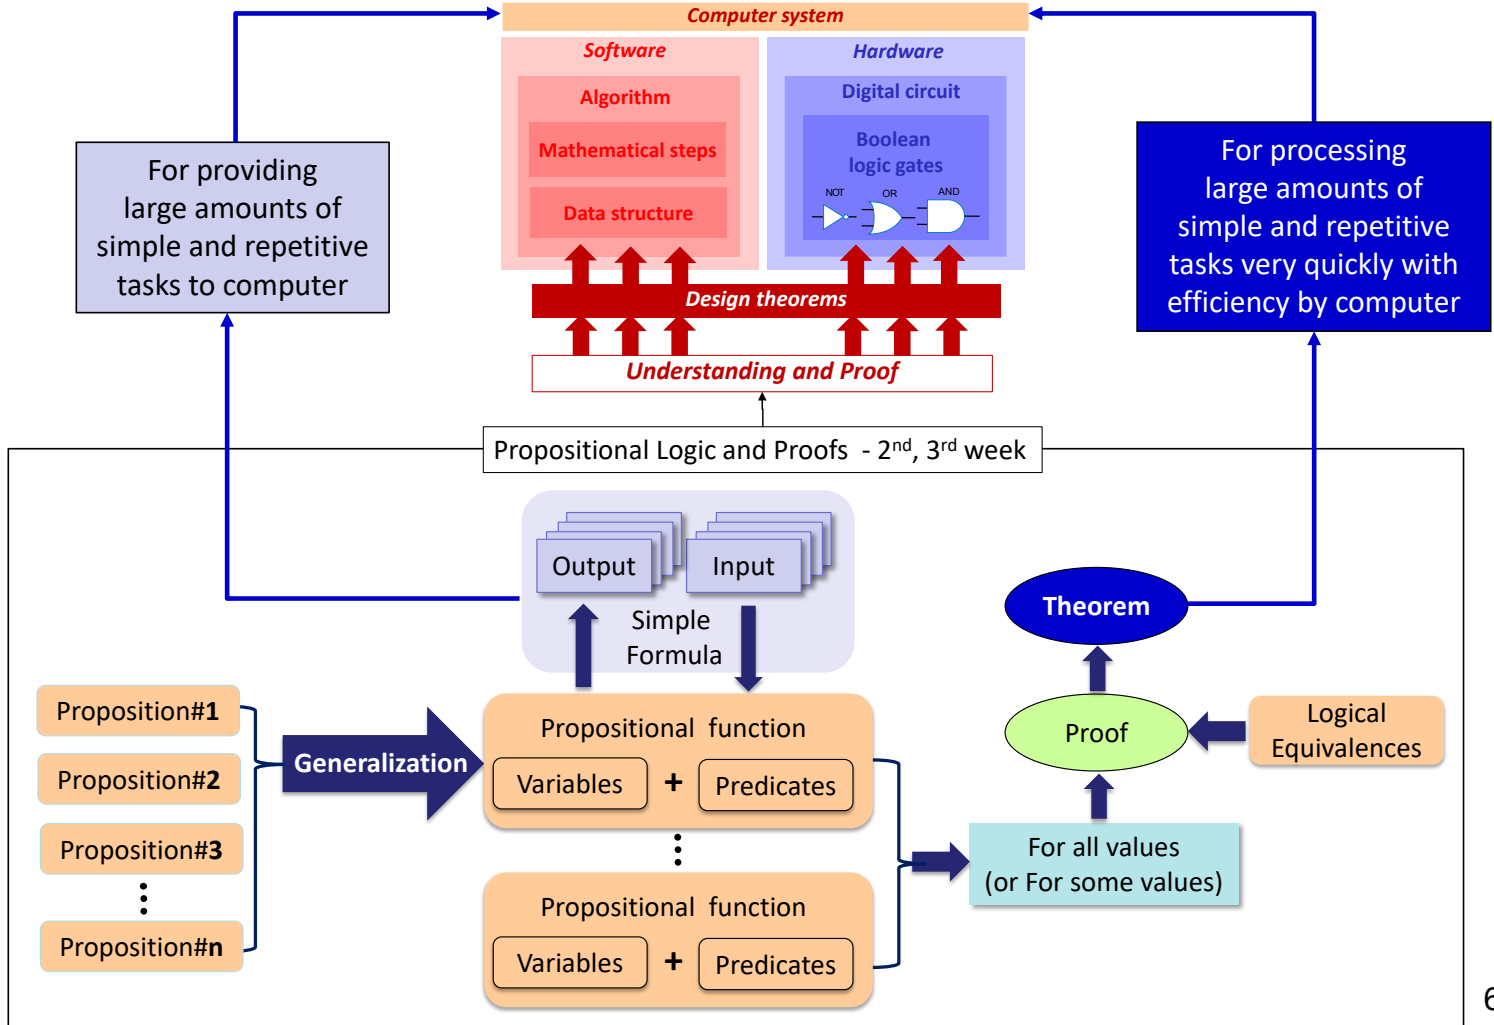 Computer system
Software
Hardware
Algorithm
Mathematical steps
Data structure
Digital circuit
Boolean
logic gates
NOT
OR
AND
For providing
large amounts of
simple and repetitive
tasks to computer
For processing
large amounts of
simple and repetitive
tasks very quickly with
efficiency by computer
Design theorems
Understanding and Proof
Propositional Logic and Proofs - 2nd, 3rd week
Output
Input
Simple
Formula
Theorem
Proposition#1
Proposition#2
Proposition#3
Proposition#n
Generalization
Propositional function
Variables + Predicates
Propositional function
Variables + Predicates
Proof
Logical
Equivalences
For all values
(or For some values)
6